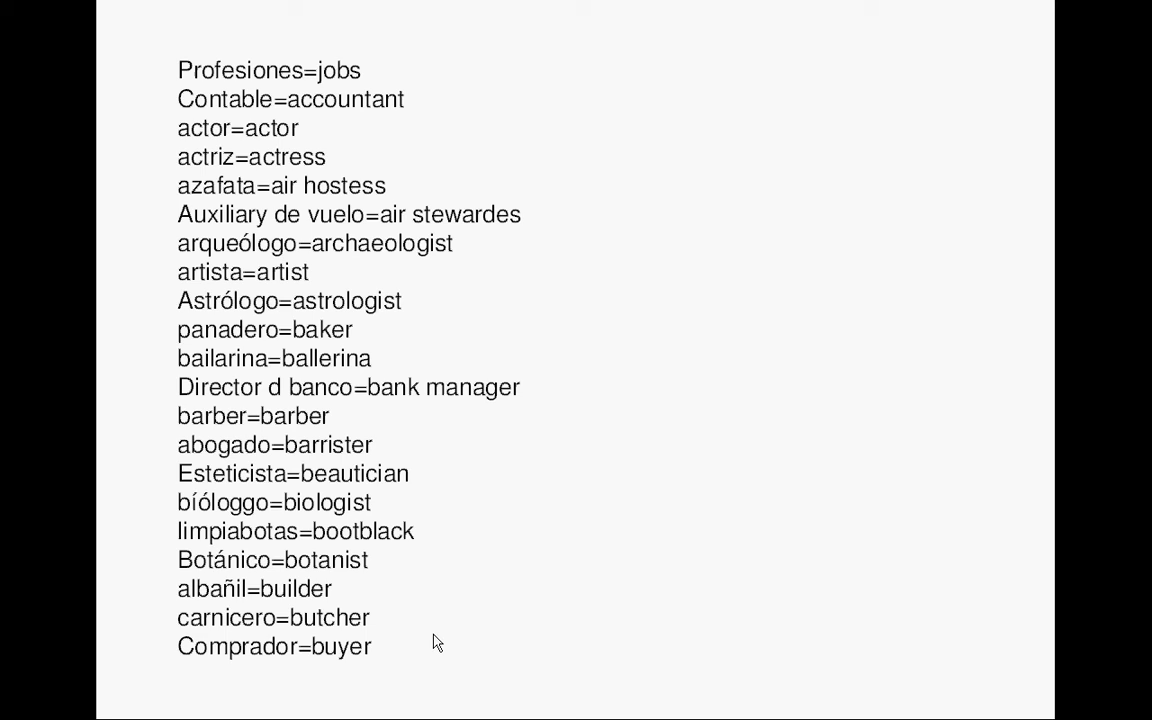 Profesiones=jobs
Contable=accountant
actor=actor
actriz=actress
azafata=air hostess
Auxiliary de vuelo=air stewardes
arqueólogo=archaeologist
artista=artist
Astrólogo=astrologist
panadero=baker
bailarina=ballerina
Director d banco=bank manager
barber=barber
abogado=barrister
Esteticista=beautician
bíóloggo=biologist
limpiabotas=bootblack
Botánico=botanist
albañil=builder
carnicero=butcher
Comprador=buyer